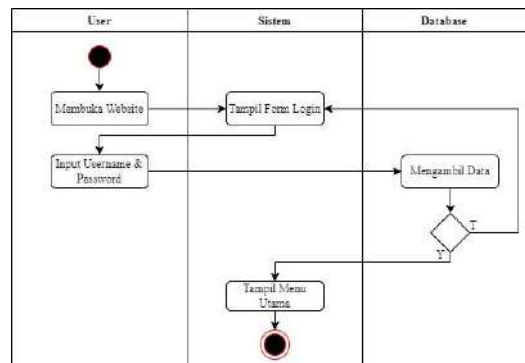 User
Sistem
Database
Membuka Website
Tampil Form Login
Input Username &
Password
Mengambil Data
T
Y
Tampil Menu
Utama